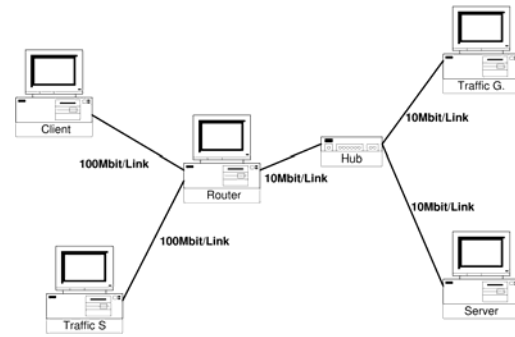 Traffic G.
10Mbit/Link
Client
100Mbit/Link
Hub
10Mbit/Link
Router
10Mbit/Link
100Mbit/Link
Server
Traffic S